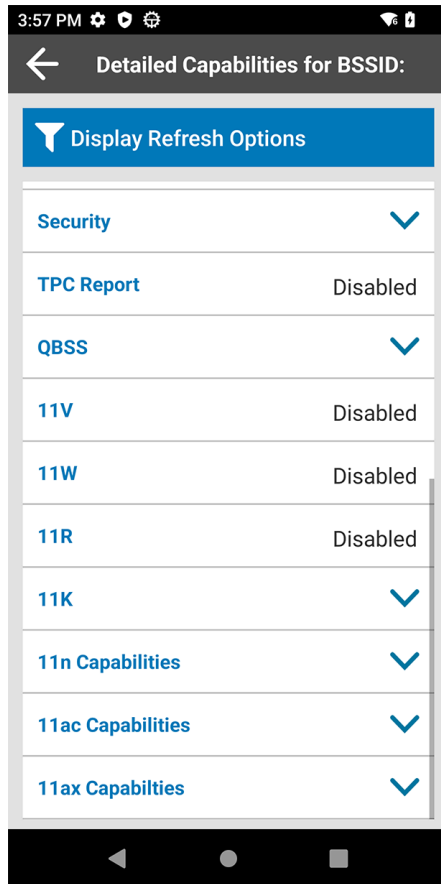 3:57 PM
6
Detailed Capabilities for BSSID:
Display Refresh Options
Security
TPC Report Disabled
QBSS
11V Disabled
11W Disabled
11R Disabled
11K
11n Capabilities
11ac Capabilities
11ax Capabilties